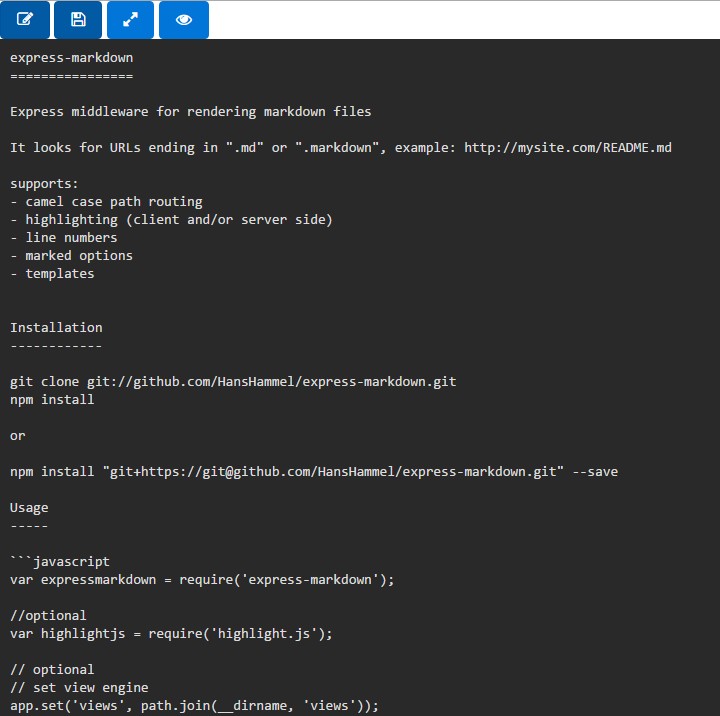 express-markdown
================
Express middleware for rendering markdown files
It looks for URLs ending in ".md" or ".markdown", example: http://mysite.com/README.md
supports:
- camel case path routing
- highlighting (client and/or server side)
- line numbers
- marked options
- templates
Installation
------------
git clone git://github.com/HansHammel/express-markdown.git
npm install
or
npm install "git+https://git@github.com/HansHammel/express-markdown.git" --save
Usage
-----
```javascript
var expressmarkdown = require('express-markdown');
//optional
var highlightjs = require('highlight.js');
// optional
// set view engine
app.set('views', path.join(__dirname, 'views'));